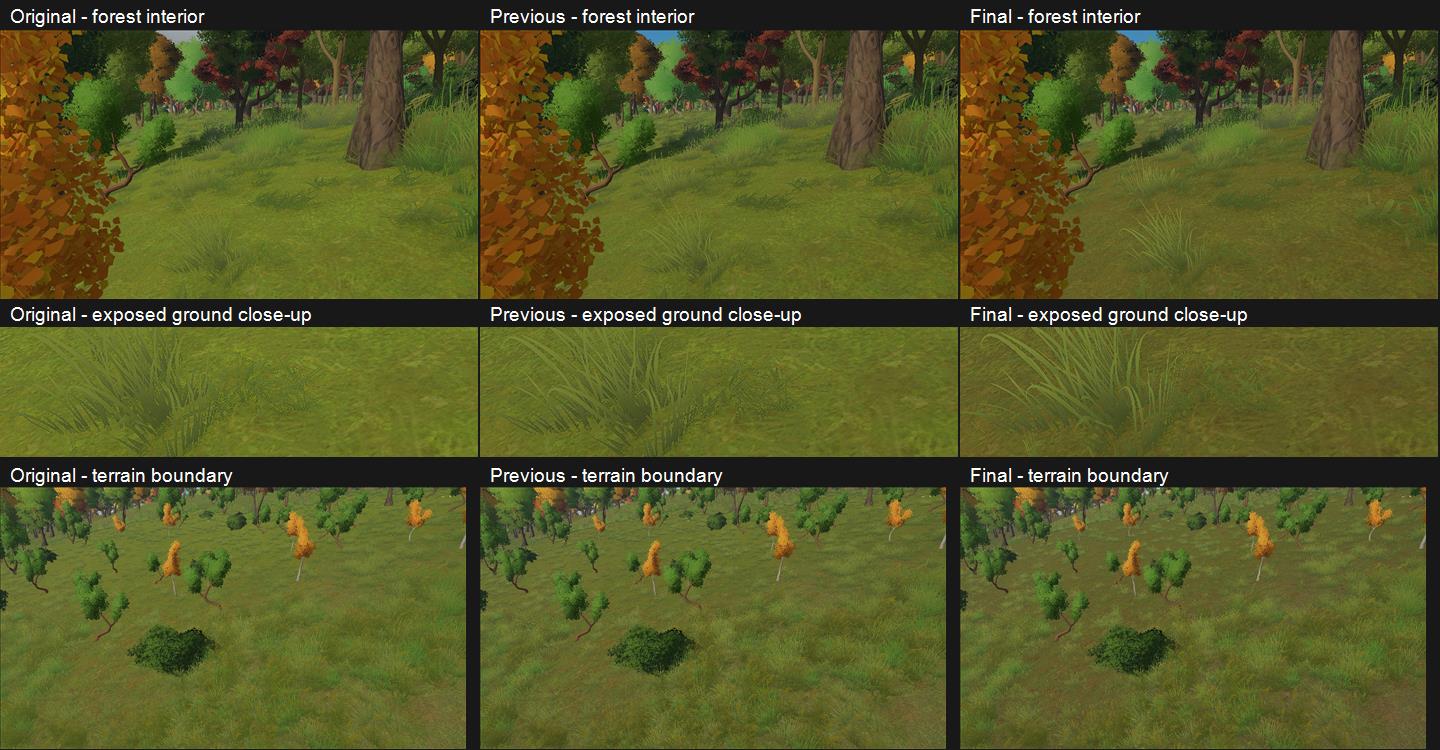 Original - forest interior
Previous - forest interior
Final - forest interior
Original - exposed ground close-up
Previous - exposed ground close-up
Final - exposed ground close-up
Original - terrain boundary
Previous - terrain boundary
Final - terrain boundary